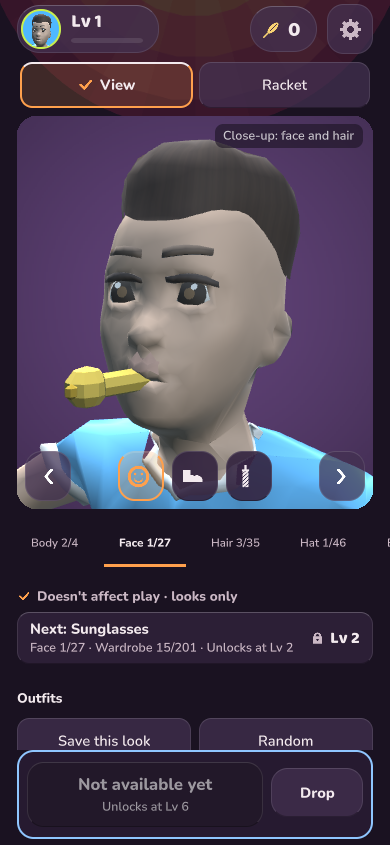 Lv 1
0
View
Racket
Close-up: face and hair
Body 2/4
Face 1/27
Hair 3/35
Hat 1/46
Doesn't affect play · looks only
Next: Sunglasses
Face 1/27 · Wardrobe 15/201 · Unlocks at Lv 2
Lv 2
Outfits
Save this look
Random
Not available yet
Unlocks at Lv 6
Drop